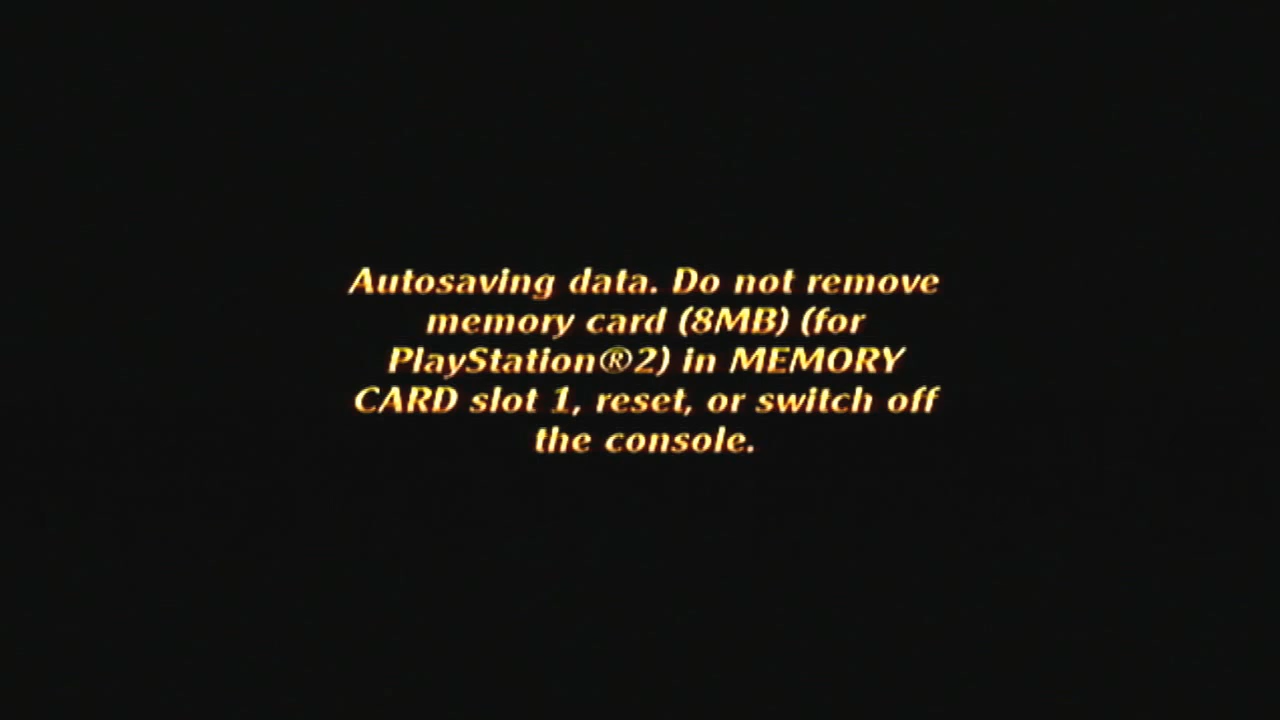 Autosaving data. Do not remove
memory card (8MB) (for
PlayStation®2) in MEMORY
CARD slot 1, reset, or switch off
the console.